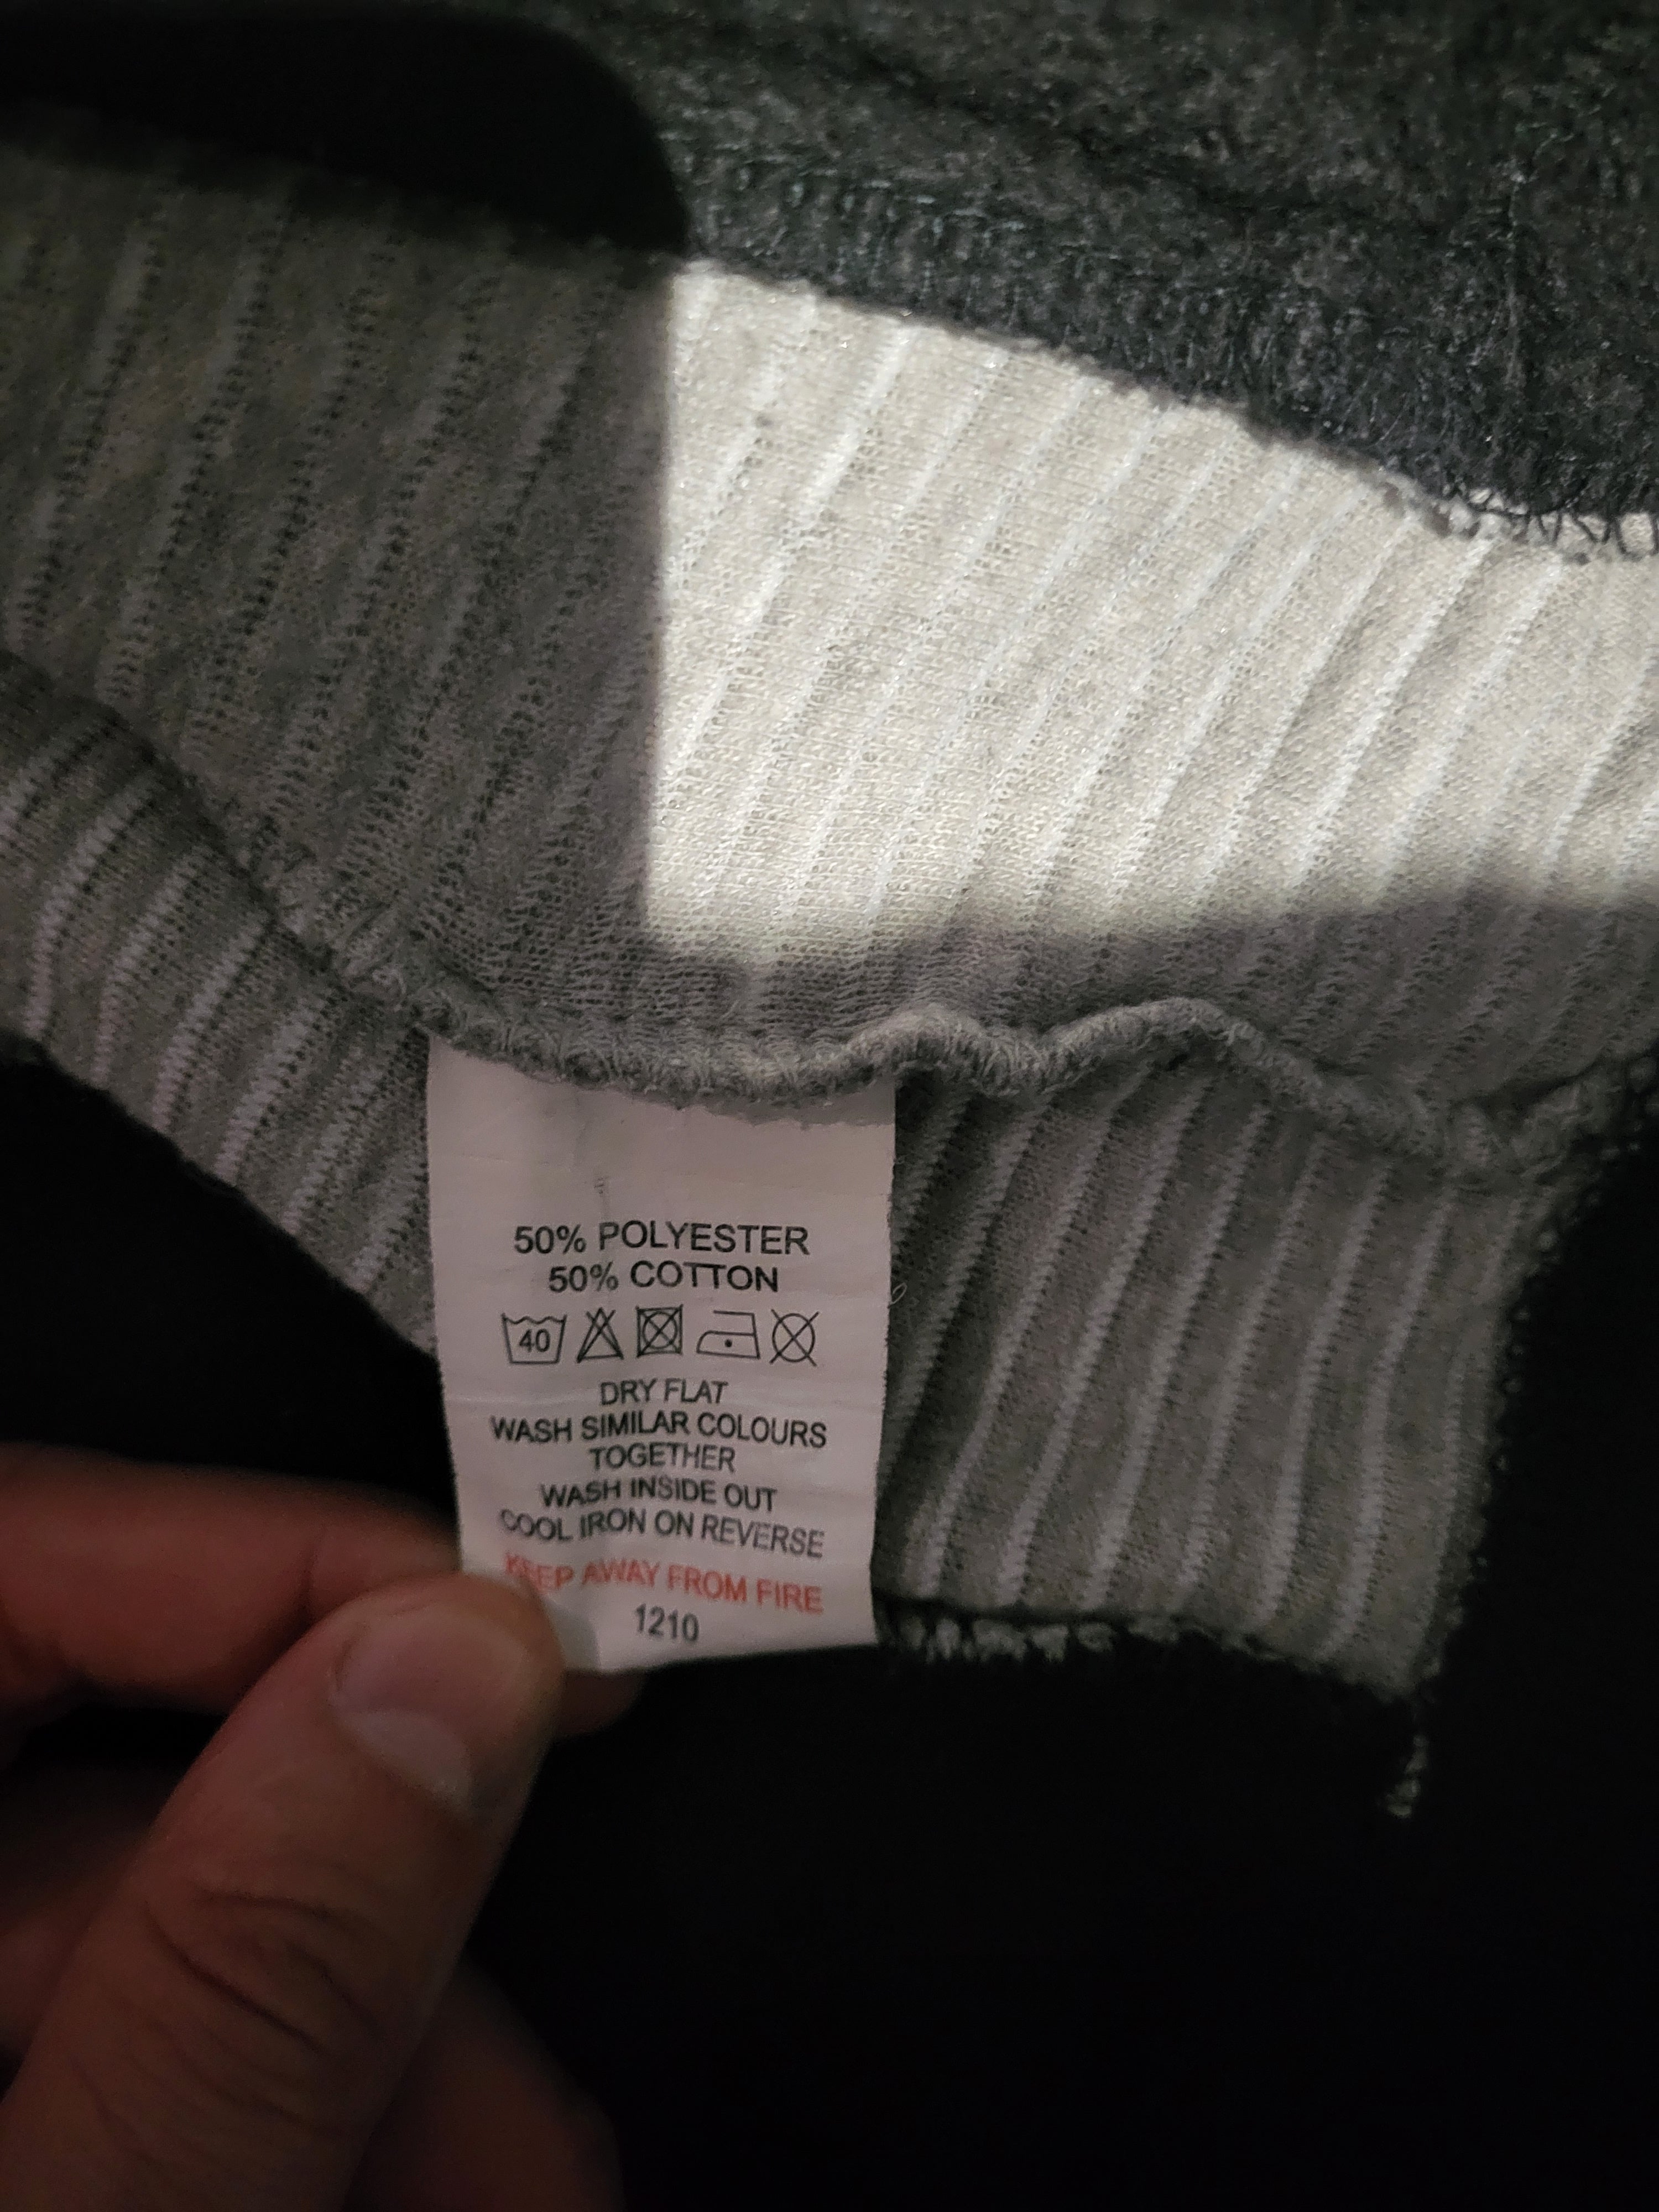 50% POLYESTER
50% COTTON
40
DRY FLAT
WASH SIMILAR COLOURS
TOGETHER
WASH INSIDE OUT
COOL IRON ON REVERSE
KEEP AWAY FROM FIRE
1210